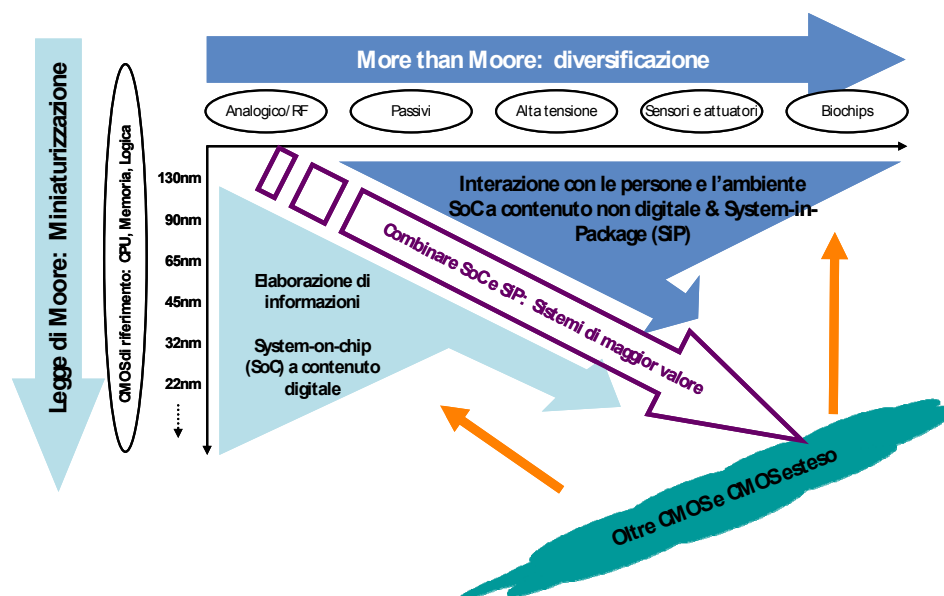 More than Moore: diversificazione
Analogico/RF
Passivi
Alta tensione
Sensori e attuatori
Biochips
Legge di Moore: Miniaturizzazione
CMOS di riferimento: CPU, Memoria, Logica
130nm
90nm
65nm
45nm
32nm
22nm
Interazione con le persone e l'ambiente
SoC a contenuto non digitale & System-in-
Package (SiP)
Combinare SoC e SiP: Sistemi di maggior valore
Elaborazione di
informazioni
System-on-chip
(SoC) a contenuto
digitale
Oltre CMOS e CMOS esteso